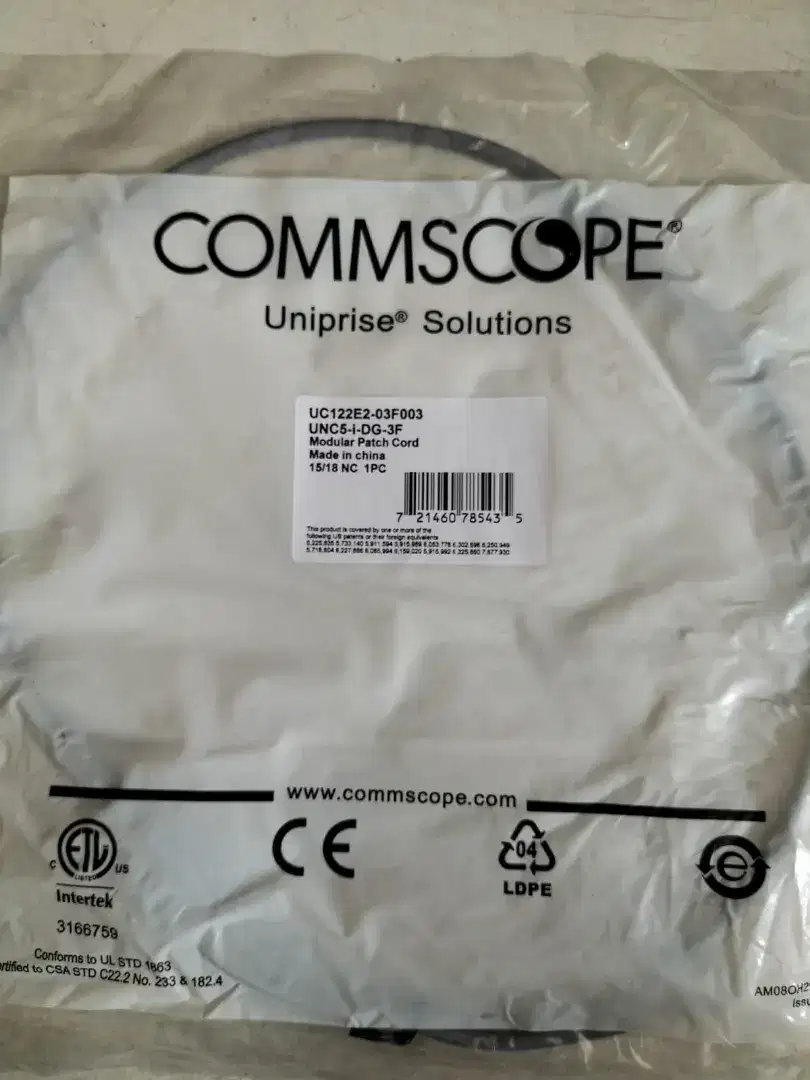 COMMSCOPE®
Uniprise® Solutions
UC122E2-03F003
UNC5-i-DG-3F
Modular Patch Cord
Made in china
15/18 NC 1PC
7 21460 78543 5
This product is covered by one or more of the
following US patents or their foreign equivalents
www.commscope.com
C ETL US
LISTED
Intertek
3166759
Conforms to UL STD 1863
to CSA STD C22.2 No. 233 & 182.4
CE
04
LDPE
e